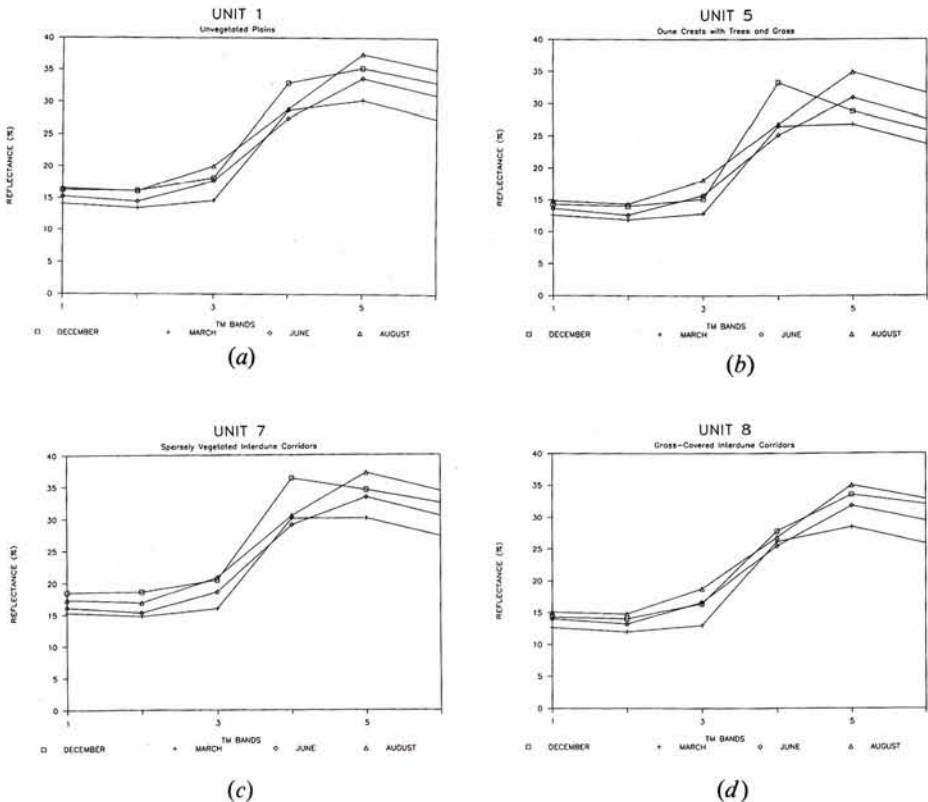 UNIT 1
Unvegetated Plains
40
35
30
25
20
15
10
5
0
REFLECTANCE (%)
1
3
5
TM BANDS
DECEMBER
MARCH
JUNE
AUGUST
(a)
UNIT 5
Dune Crests with Trees and Grass
40
35
30
25
20
15
10
5
0
REFLECTANCE (%)
1
3
5
TM BANDS
DECEMBER
MARCH
JUNE
AUGUST
(b)
UNIT 7
Sparsely Vegetated Interdune Corridors
40
35
30
25
20
15
10
5
0
REFLECTANCE (%)
1
3
5
TM BANDS
DECEMBER
MARCH
JUNE
AUGUST
(c)
UNIT 8
Grass-Covered Interdune Corridors
40
35
30
25
20
15
10
5
0
REFLECTANCE (%)
1
3
5
TM BANDS
DECEMBER
MARCH
JUNE
AUGUST
(d)